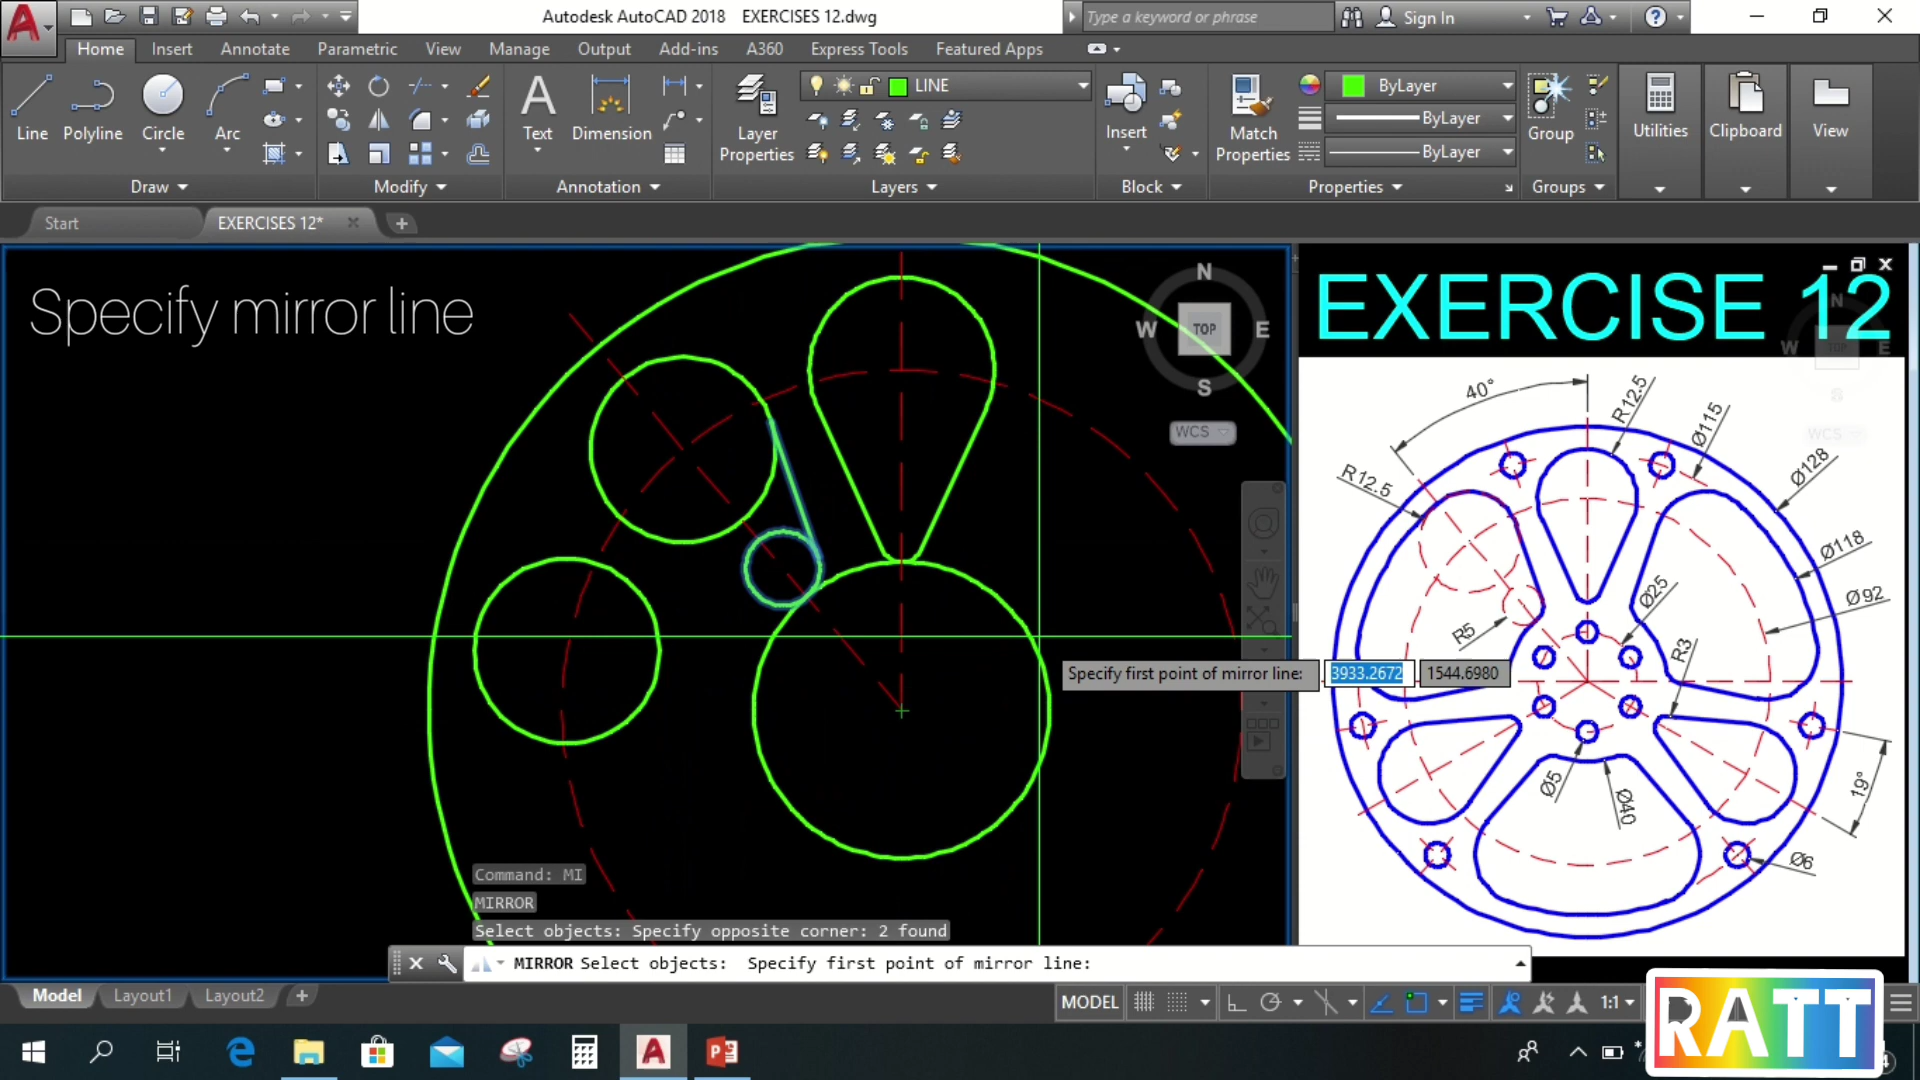 Autodesk AutoCAD 2018 EXERCISES 12.dwg
Type a keyword or phrase
Sign In
Home Insert Annotate Parametric View Manage Output Add-ins A360 Express Tools Featured Apps
LINE
ByLayer
ByLayer
ByLayer
Line Polyline Circle Arc
Text Dimension
Layer Properties
Insert
Match Properties
Group
Utilities
Clipboard
View
Draw Modify Annotation Layers Block Properties Groups
Start EXERCISES 12*
Specify mirror line
N
W TOP E
S
WCS
EXERCISE 12
N
W TOP E
S
WCS
40°
R12.5
Ø115
Ø128
R12.5
Ø118
Ø25
Ø92
R5
R3
Ø5
Ø40
19°
Ø6
Specify first point of mirror line: 3933.2672 1544.6980
Command: MI
MIRROR
Select objects: Specify opposite corner: 2 found
MIRROR Select objects: Specify first point of mirror line:
Model Layout1 Layout2
MODEL
1:1
RATT